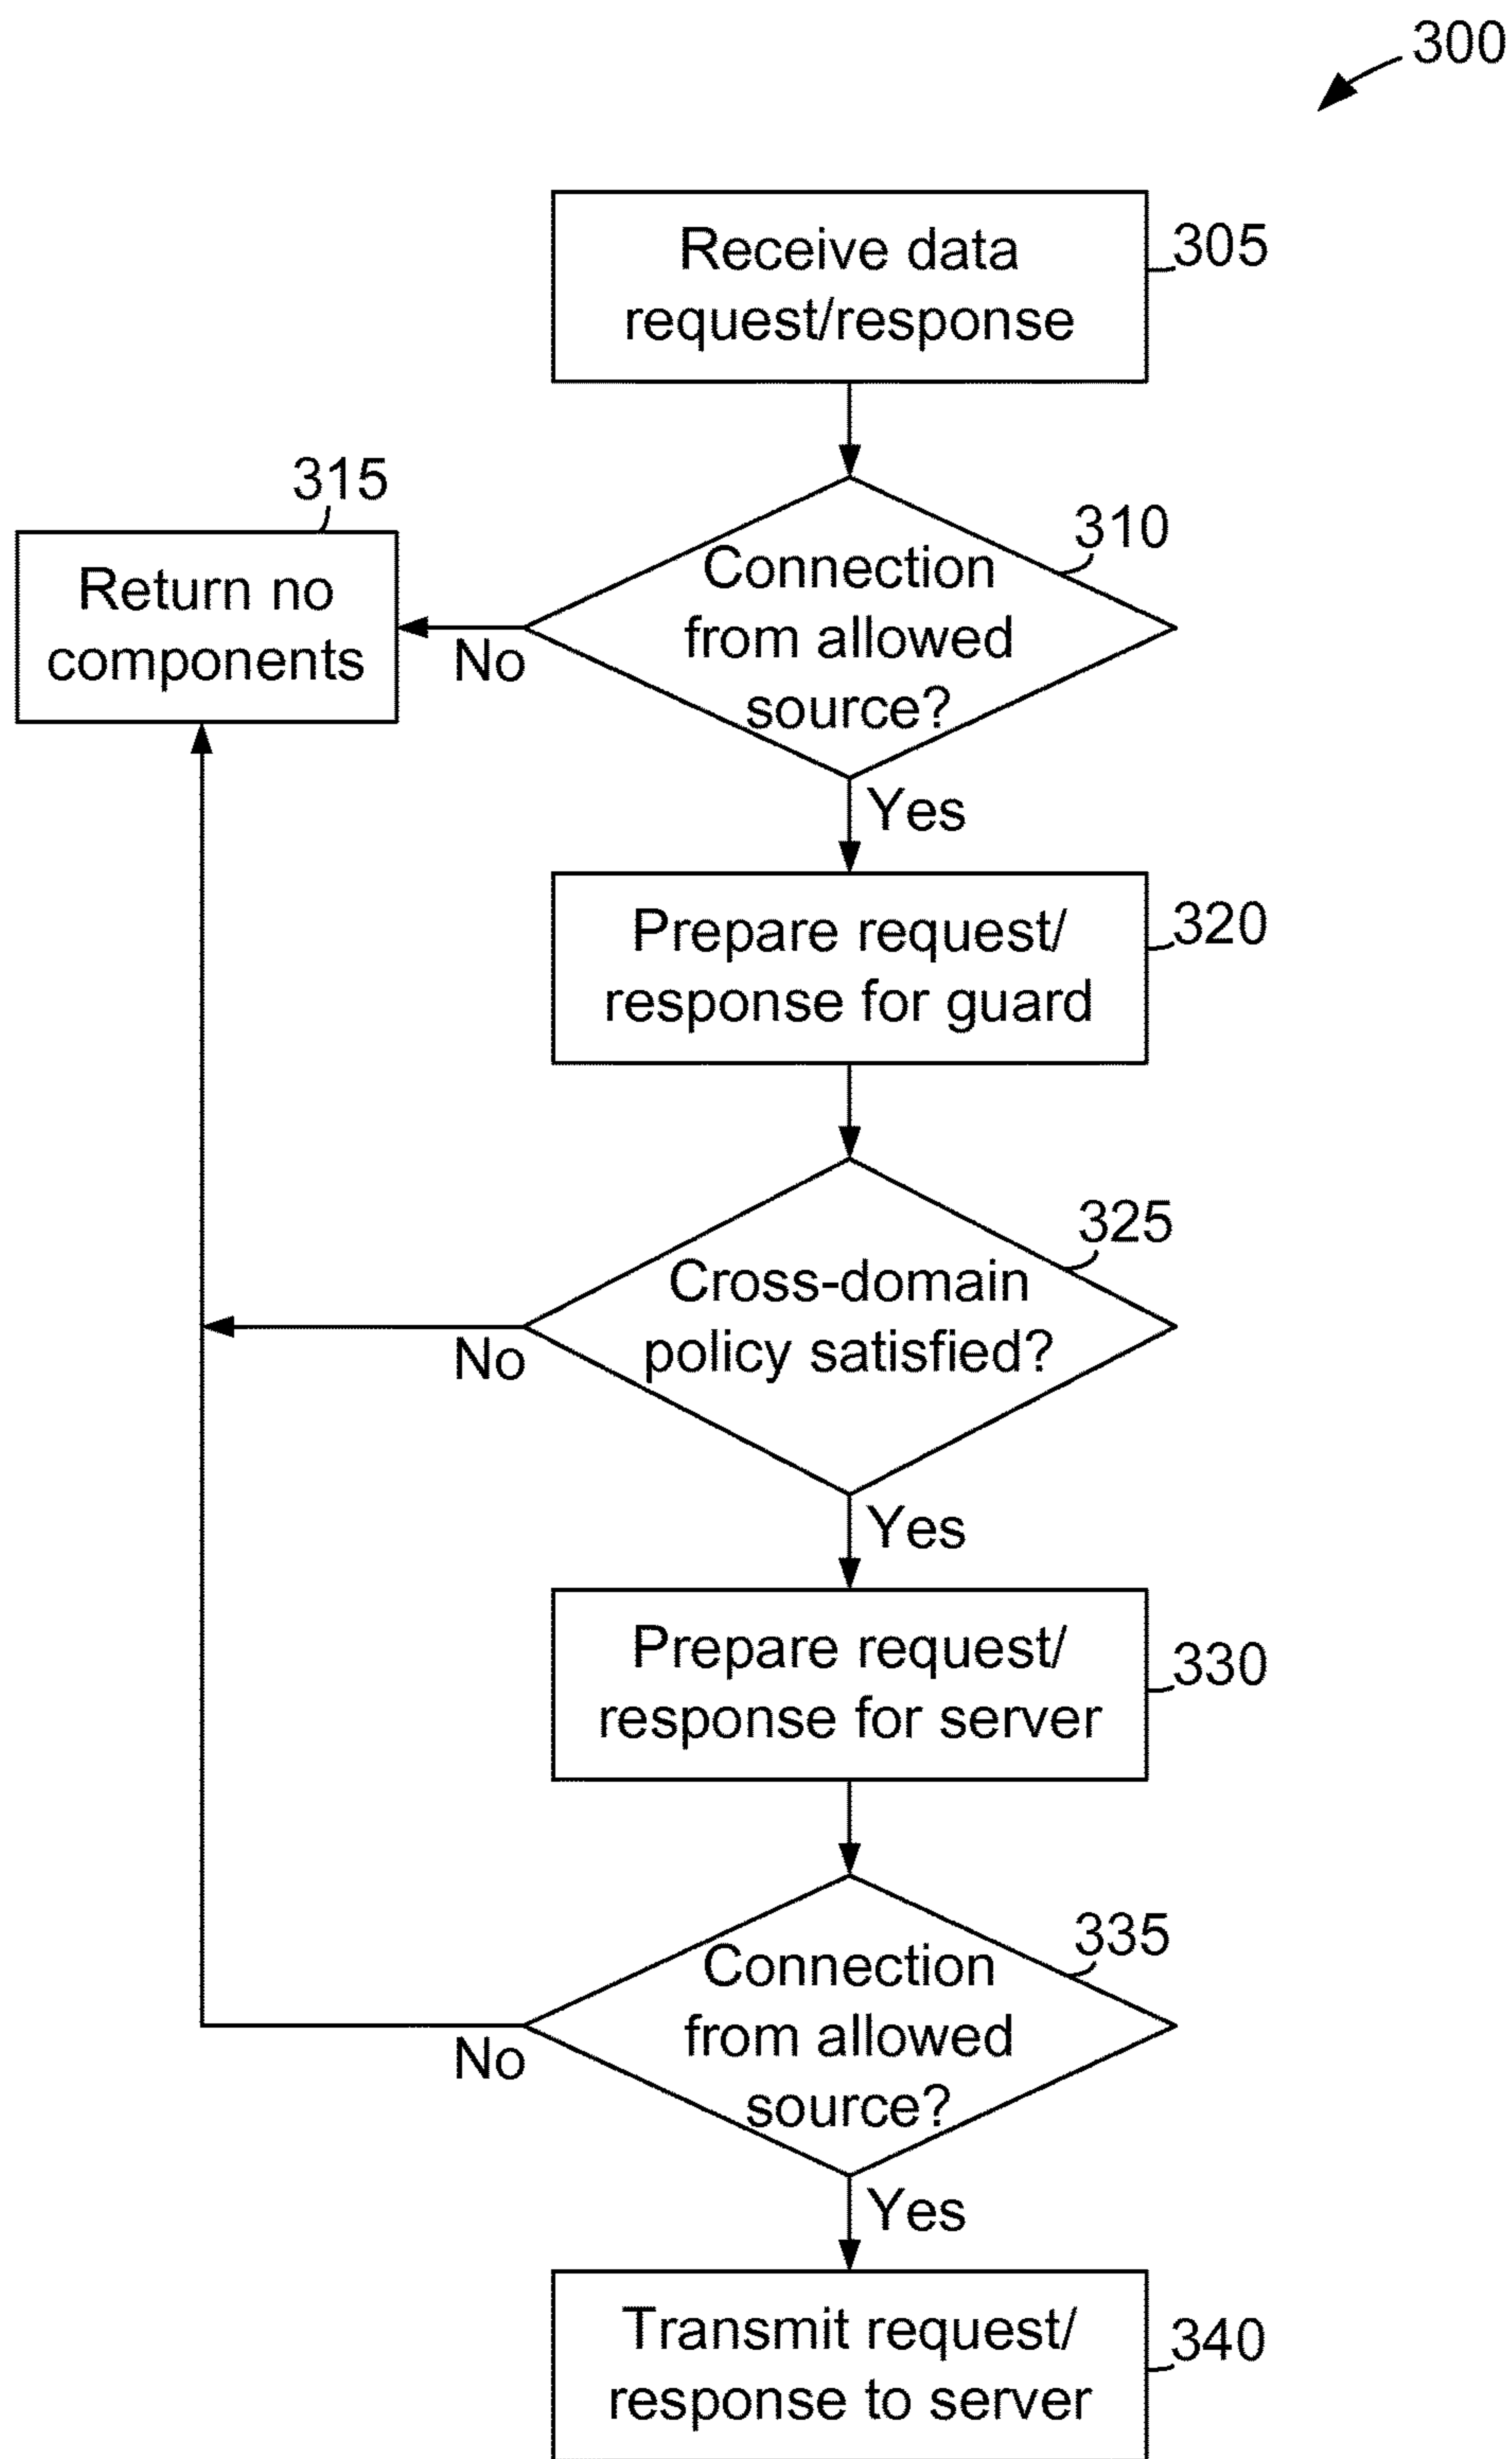 300
Receive data
request/response
305
315
310
Return no
components
Connection
from allowed
source?
No
Yes
Prepare request/
response for guard
320
325
Cross-domain
policy satisfied?
No
Yes
Prepare request/
response for server
330
335
Connection
from allowed
source?
No
Yes
Transmit request/
response to server
340